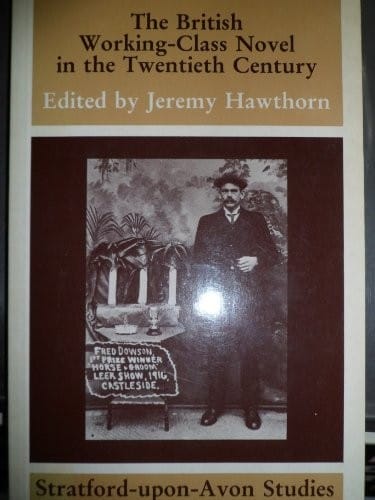 The British
Working-Class Novel
in the Twentieth Century
Edited by Jeremy Hawthorn
FRED DOWSON,
1ST PRIZE WINNER
HORSE & GROOM
LEEK SHOW, 1916,
CASTLESIDE.
Stratford-upon-Avon Studies